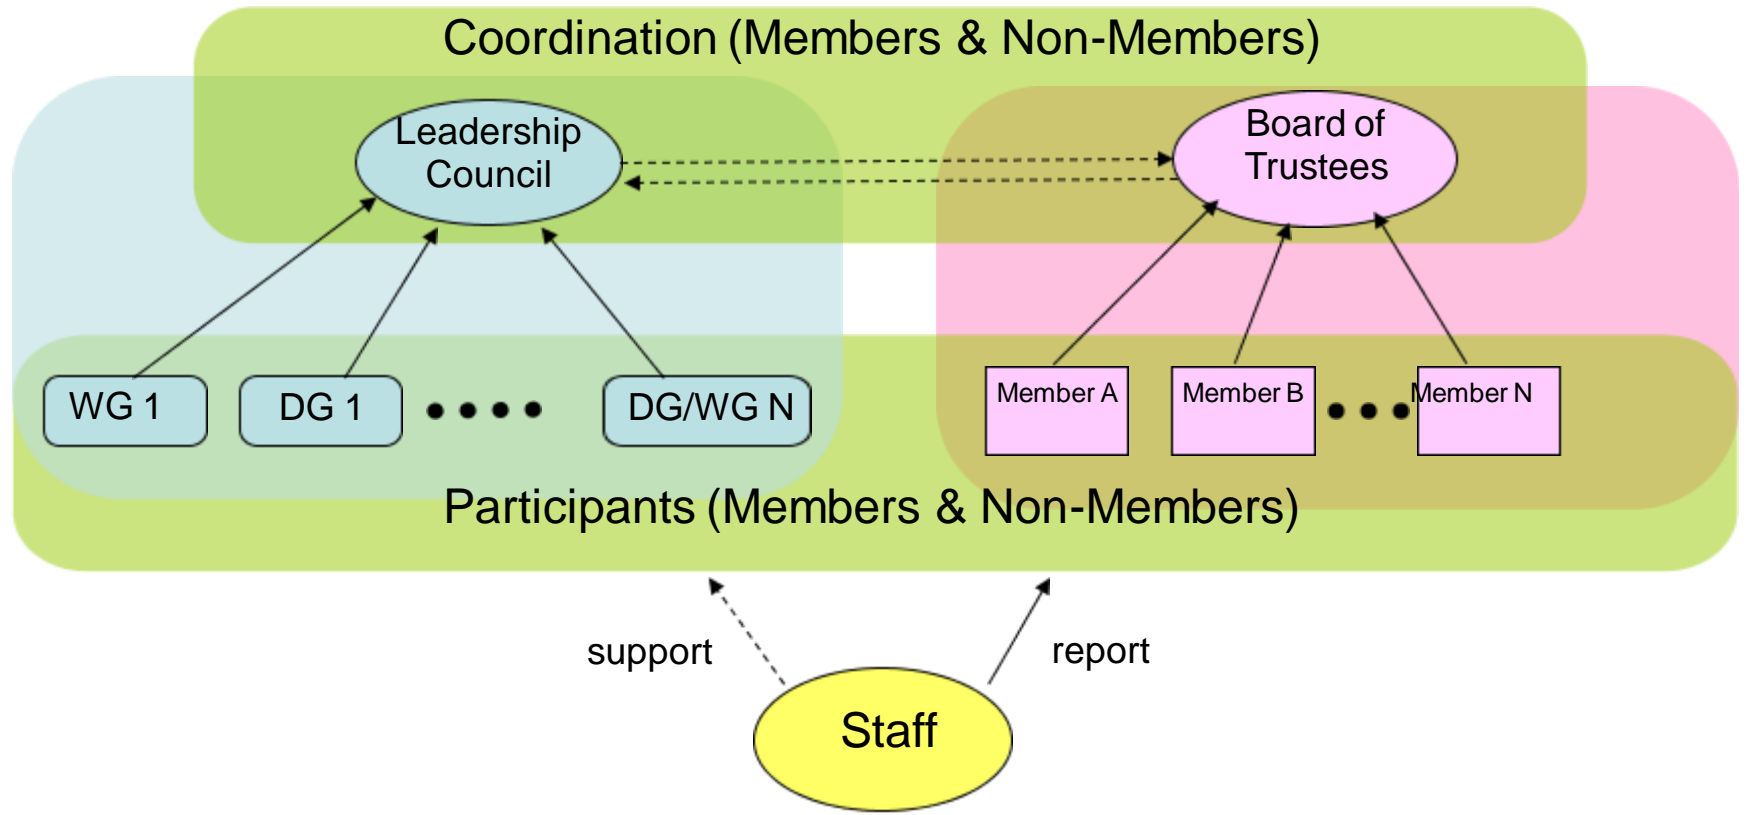 Coordination (Members & Non-Members)
Leadership
Council
Board of
Trustees
WG 1
DG 1
DG/WG N
Member A
Member B
Member N
Participants (Members & Non-Members)
support
report
Staff